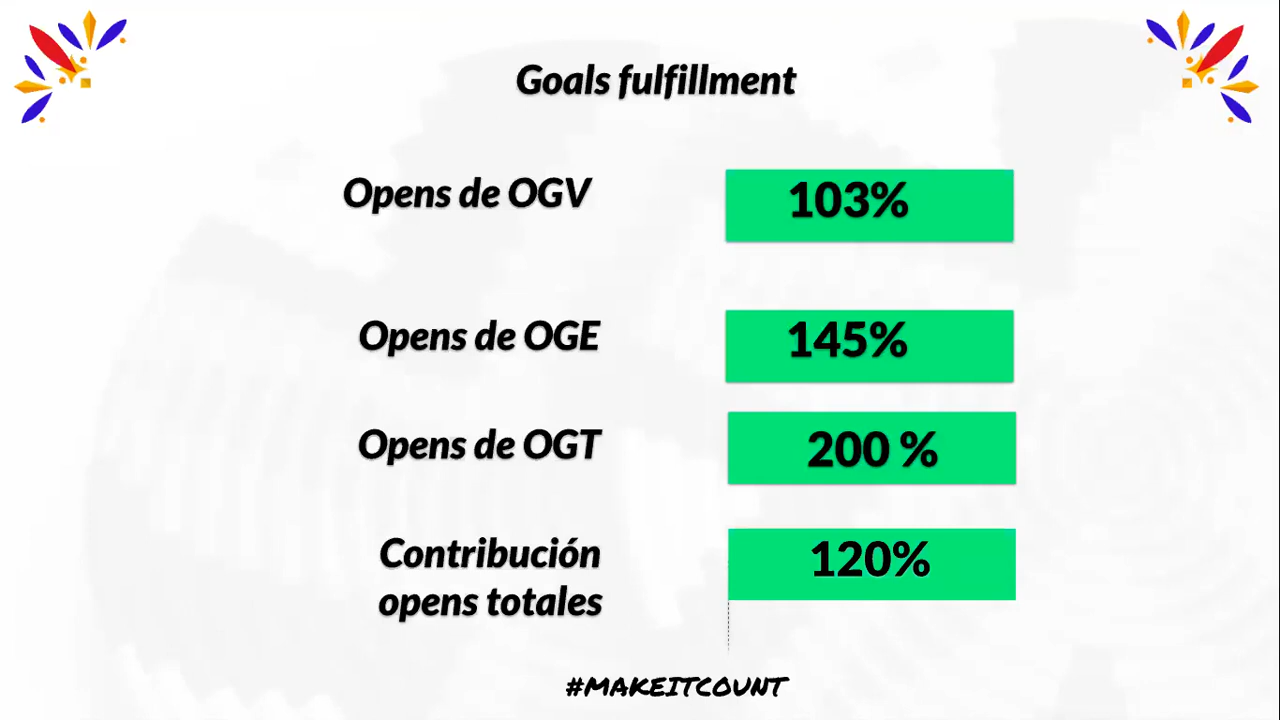 Goals fulfillment
Opens de OGV
103%
Opens de OGE
145%
Opens de OGT
200 %
Contribución
opens totales
120%
#MAKEITCOUNT